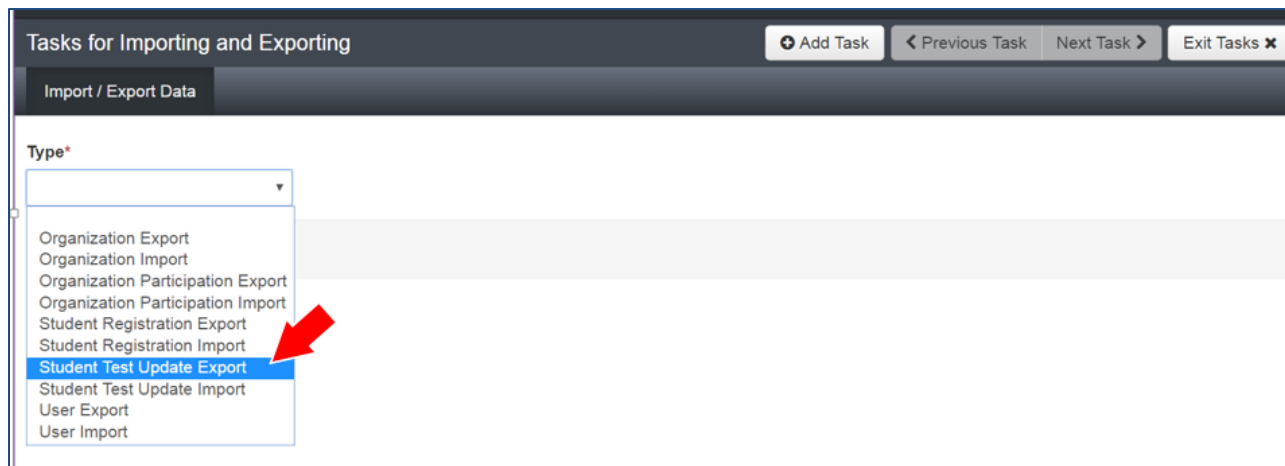 Tasks for Importing and Exporting
Add Task
Previous Task
Next Task
Exit Tasks
Import / Export Data
Type*
Organization Export
Organization Import
Organization Participation Export
Organization Participation Import
Student Registration Export
Student Registration Import
Student Test Update Export
Student Test Update Import
User Export
User Import